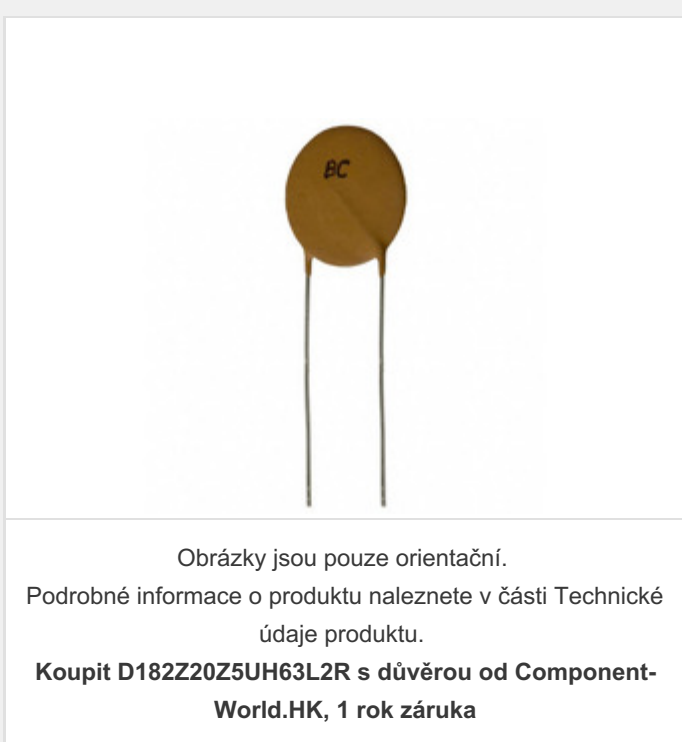 BC
Obrázky jsou pouze orientační.
Podrobné informace o produktu naleznete v části Technické
údaje produktu.
Koupit D182Z20Z5UH63L2R s důvěrou od Component-
World.HK, 1 rok záruka